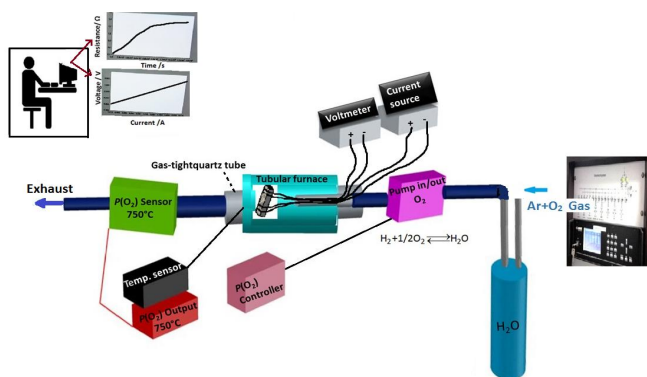 Resistance/ Ω
Time /s
Voltage / V
Current /A
Voltmeter
Current
source
+ -
+ -
Gas-tightquartz tube
Tubular furnace
Exhaust
P(O₂) Sensor
750°C
Pump in/out
O₂
Ar+O₂ Gas
H₂+1/2O₂ ⇌H₂O
Temp. sensor
P(O₂) Output
750°C
P(O₂)
Controller
H₂O